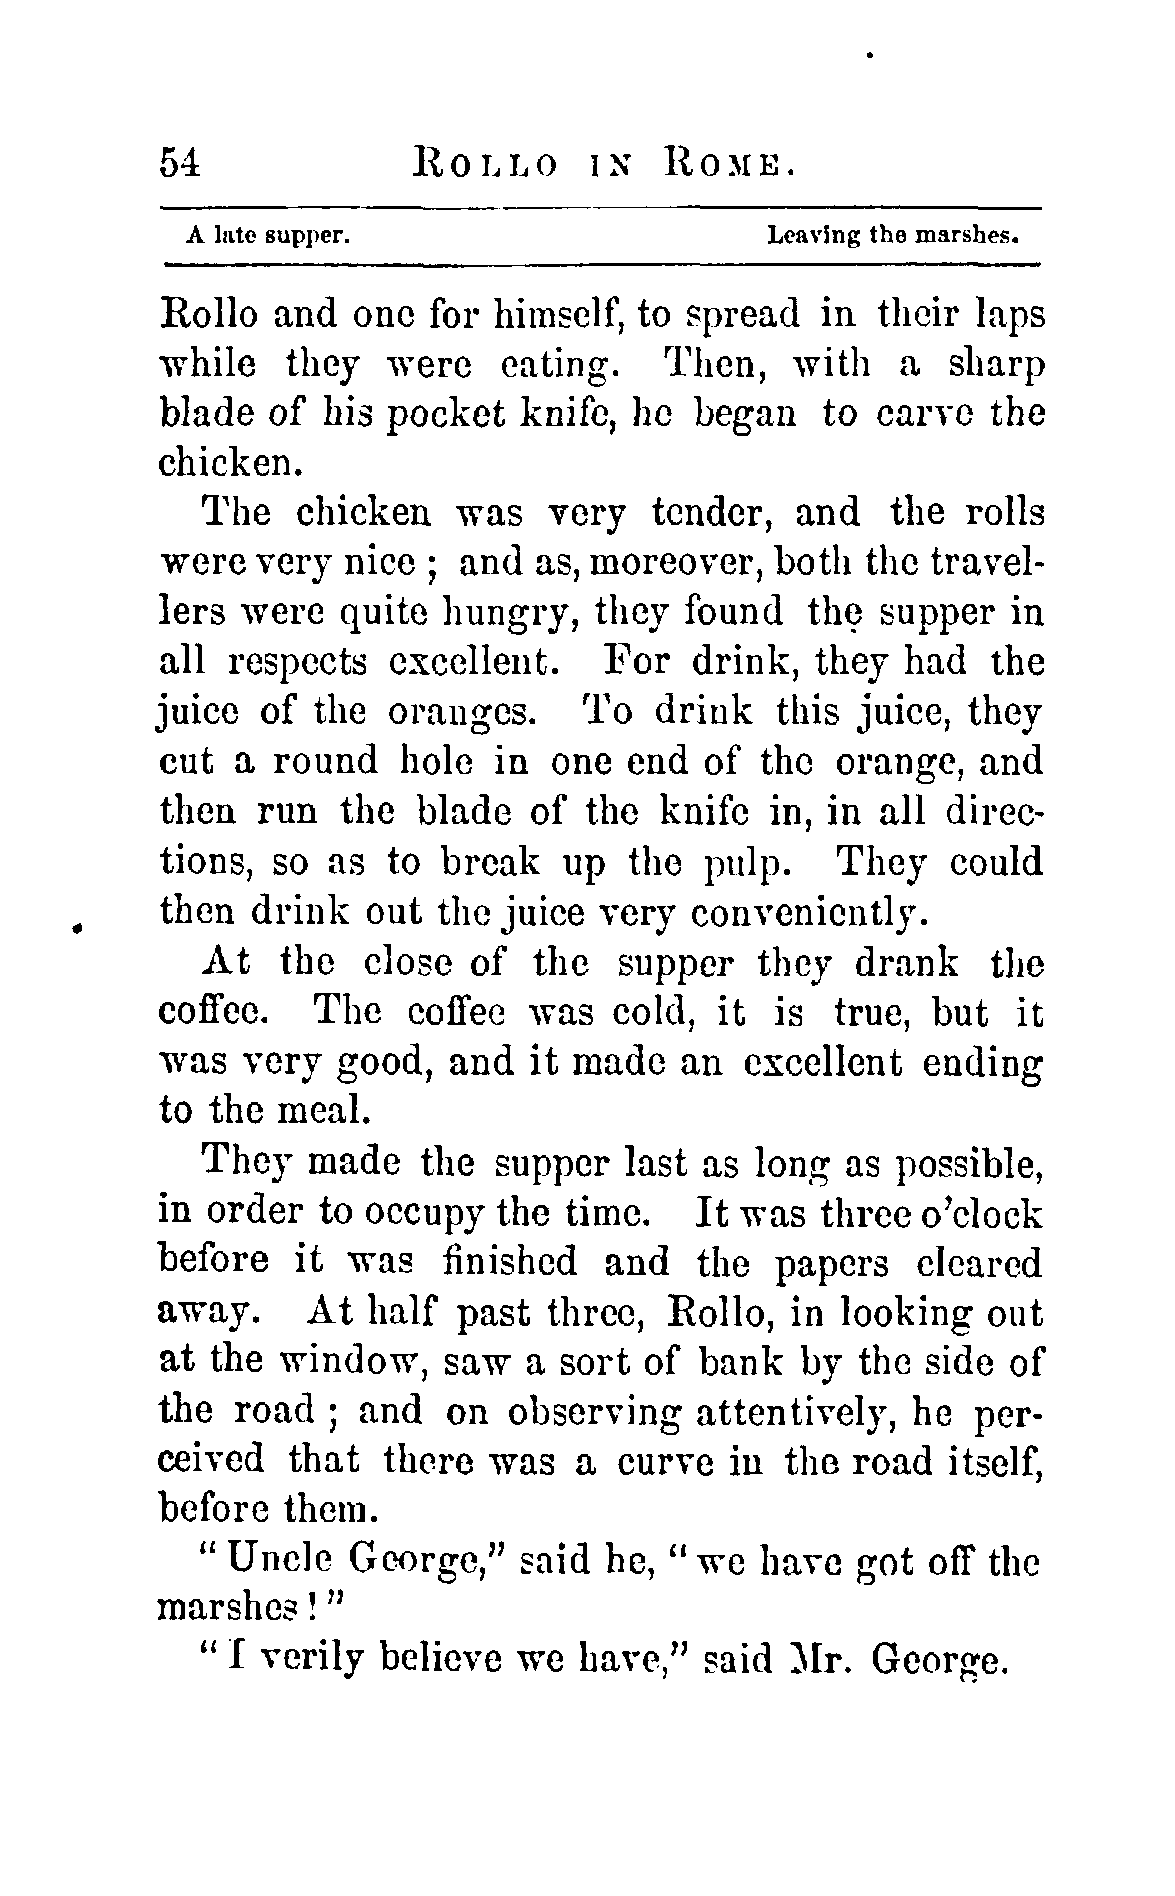 54 ROLLO IN ROME.
A late supper. Leaving the marshes.
Rollo and one for himself, to spread in their laps
while they were eating. Then, with a sharp
blade of his pocket knife, he began to carve the
chicken.
The chicken was very tender, and the rolls
were very nice ; and as, moreover, both the travel-
lers were quite hungry, they found the supper in
all respects excellent. For drink, they had the
juice of the oranges. To drink this juice, they
cut a round hole in one end of the orange, and
then run the blade of the knife in, in all direc-
tions, so as to break up the pulp. They could
then drink out the juice very conveniently.
At the close of the supper they drank the
coffee. The coffee was cold, it is true, but it
was very good, and it made an excellent ending
to the meal.
They made the supper last as long as possible,
in order to occupy the time. It was three o'clock
before it was finished and the papers cleared
away. At half past three, Rollo, in looking out
at the window, saw a sort of bank by the side of
the road ; and on observing attentively, he per-
ceived that there was a curve in the road itself,
before them.
" Uncle George," said he, " we have got off the
marshes ! "
" I verily believe we have," said Mr. George.